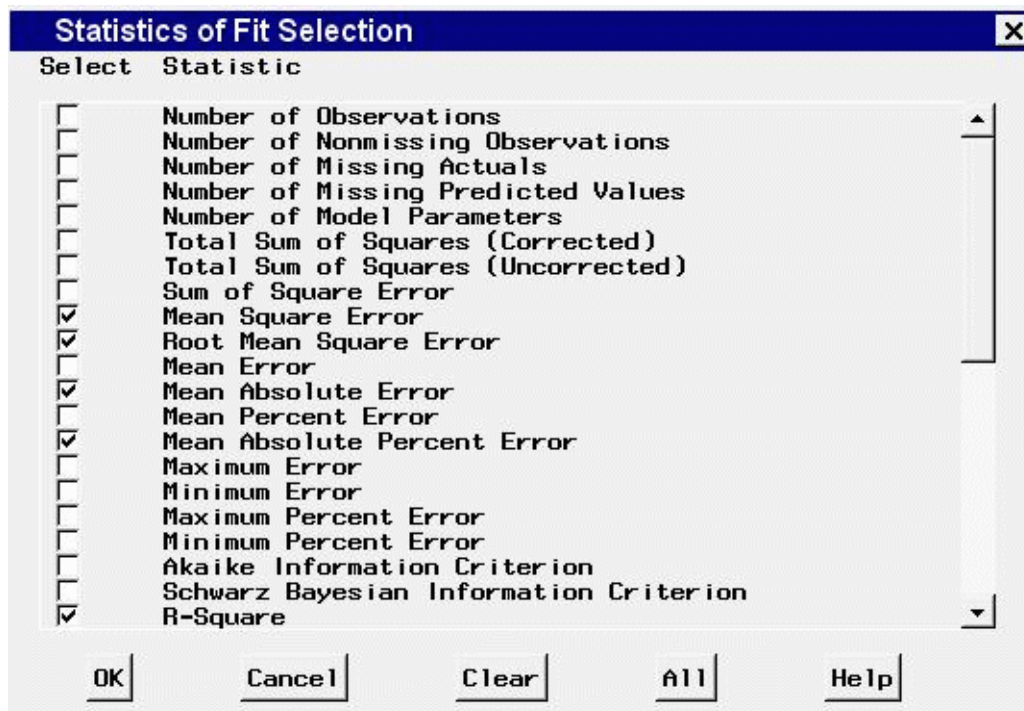 Statistics of Fit Selection
Select Statistic
Number of Observations
Number of Nonmissing Observations
Number of Missing Actuals
Number of Missing Predicted Values
Number of Model Parameters
Total Sum of Squares (Corrected)
Total Sum of Squares (Uncorrected)
Sum of Square Error
Mean Square Error
Root Mean Square Error
Mean Error
Mean Absolute Error
Mean Percent Error
Mean Absolute Percent Error
Maximum Error
Minimum Error
Maximum Percent Error
Minimum Percent Error
Akaike Information Criterion
Schwarz Bayesian Information Criterion
R-Square
OK Cancel Clear All Help